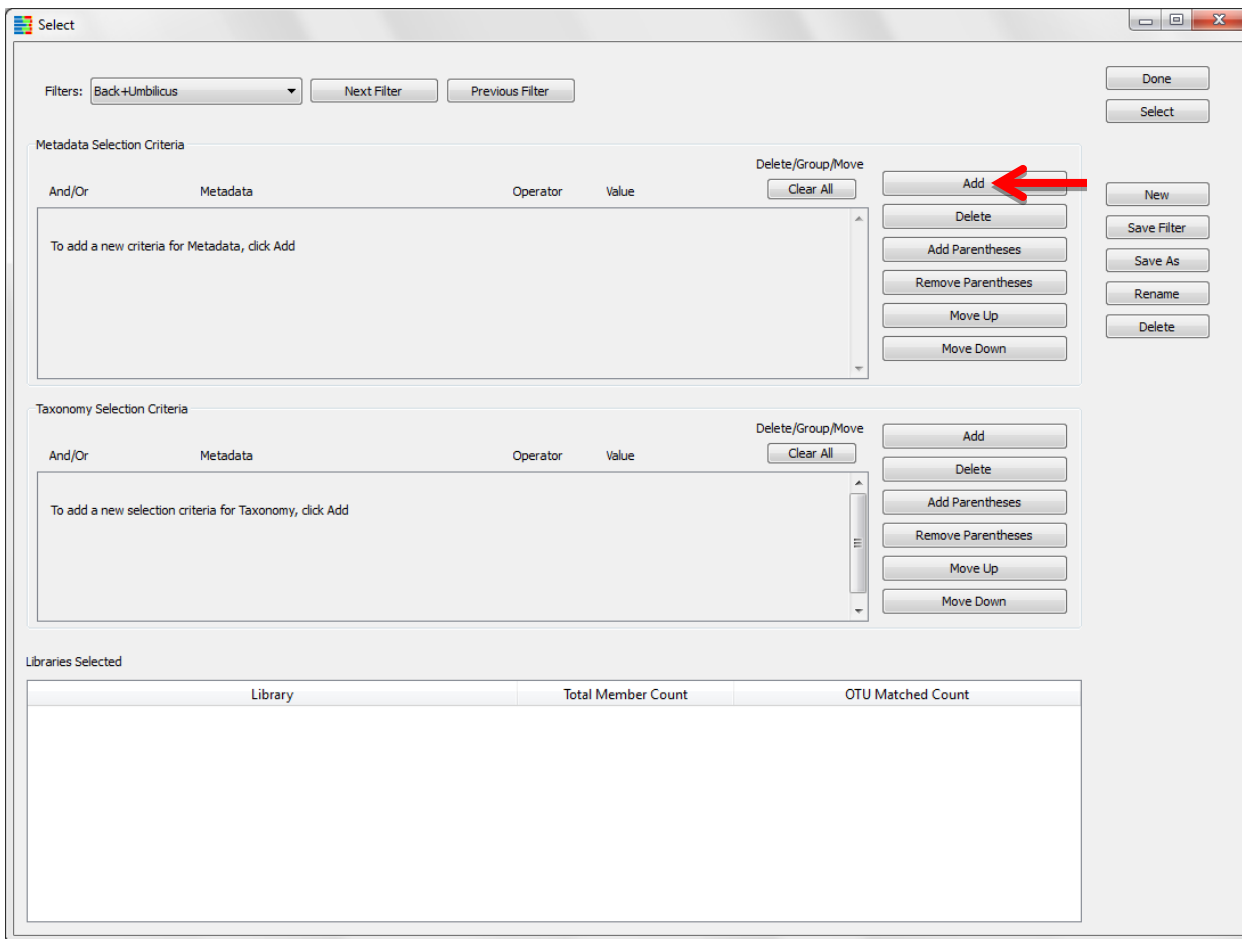 Select
Filters: Back+Umbilicus Next Filter Previous Filter
Done
Select
Metadata Selection Criteria
Delete/Group/Move
And/Or Metadata Operator Value Clear All
To add a new criteria for Metadata, click Add
Add
Delete
Add Parentheses
Remove Parentheses
Move Up
Move Down
New
Save Filter
Save As
Rename
Delete
Taxonomy Selection Criteria
Delete/Group/Move
And/Or Metadata Operator Value Clear All
To add a new selection criteria for Taxonomy, click Add
Add
Delete
Add Parentheses
Remove Parentheses
Move Up
Move Down
Libraries Selected
Library Total Member Count OTU Matched Count